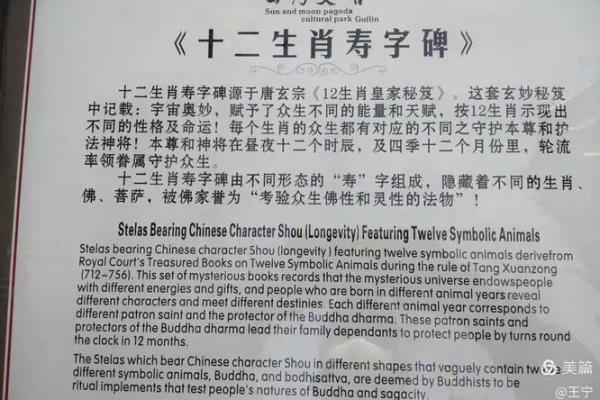 Sun and moon pagoda
cultural park Guilin
《十二生肖寿字碑》
十二生肖寿字碑源于唐玄宗《12生肖皇家秘笈》。这套玄妙秘笈
中记载：宇宙奥妙，赋予了众生不同的能量和天赋，按12生肖示现出
不同的性格及命运！每个生肖的众生都有对应的不同之守护本尊和护
法神将！本尊和神将在昼夜十二个时辰，及四季十二个月份里，轮流
率领眷属守护众生。
十二生肖寿字碑由不同形态的“寿”字组成，隐藏着不同的生肖、
佛、菩萨，被佛家誉为“考验众生佛性和灵性的法物”！
Stelas Bearing Chinese Character Shou (Longevity) Featuring Twelve Symbolic Animals
Stelas bearing Chinese character Shou (longevity ) featuring twelve symbolic animals derivefrom
Royal Court's Treasured Books on Twelve Symbolic Animals during the rule of Tang Xuanzong
(712-756). This set of mysterious books records that the mysterious universe endowspeople
with different energies and gifts, and people who are born in different animal years reveal
different characters and meet different destinies. Each different animal year corresponds to
different patron saint and the protector of the Buddha dharma. These patron saints and
protectors of the Buddha dharma lead their family dependants to protect people by turns round
the clock in 12 months.
The Stelas which bear Chinese character Shou in different shapes that vaguely contain
different symbolic animals, Buddha, and bodhisattva, are deemed by Buddhists to be
ritual implements that test people's natures of Buddha and sagacity.
美篇
@王宁